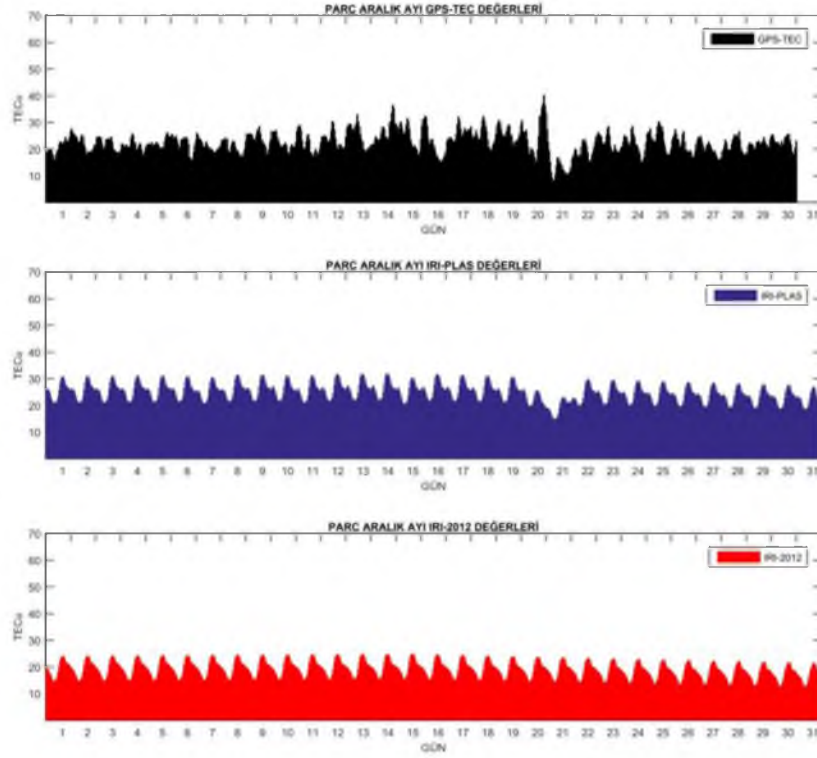 PARC ARALIK AYI GPS-TEC DEĞERLERİ
70
60
50
40
30
20
10
TECu
GPS-TEC
1 2 3 4 5 6 7 8 9 10 11 12 13 14 15 16 17 18 19 20 21 22 23 24 25 26 27 28 29 30 31
GÜN
PARC ARALIK AYI IRI-PLAS DEĞERLERİ
70
60
50
40
30
20
10
TECu
IRI-PLAS
1 2 3 4 5 6 7 8 9 10 11 12 13 14 15 16 17 18 19 20 21 22 23 24 25 26 27 28 29 30 31
GÜN
PARC ARALIK AYI IRI-2012 DEĞERLERİ
70
60
50
40
30
20
10
TECu
IRI-2012
1 2 3 4 5 6 7 8 9 10 11 12 13 14 15 16 17 18 19 20 21 22 23 24 25 26 27 28 29 30 31
GÜN